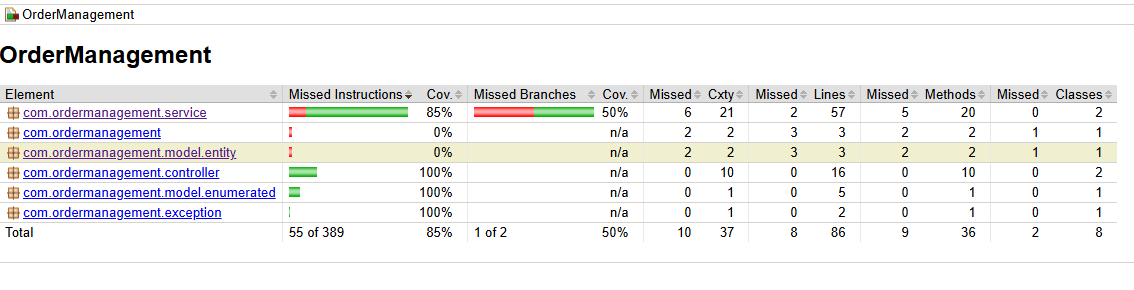 OrderManagement
OrderManagement
Element Missed Instructions Cov. Missed Branches Cov. Missed Cxty Missed Lines Missed Methods Missed Classes
com.ordermanagement.service 85% 50% 6 21 2 57 5 20 0 2
com.ordermanagement 0% n/a 2 2 3 3 2 2 1 1
com.ordermanagement.model.entity 0% n/a 2 2 3 3 2 2 1 1
com.ordermanagement.controller 100% n/a 0 10 0 16 0 10 0 2
com.ordermanagement.model.enumerated 100% n/a 0 1 0 5 0 1 0 1
com.ordermanagement.exception 100% n/a 0 1 0 2 0 1 0 1
Total 55 of 389 85% 1 of 2 50% 10 37 8 86 9 36 2 8